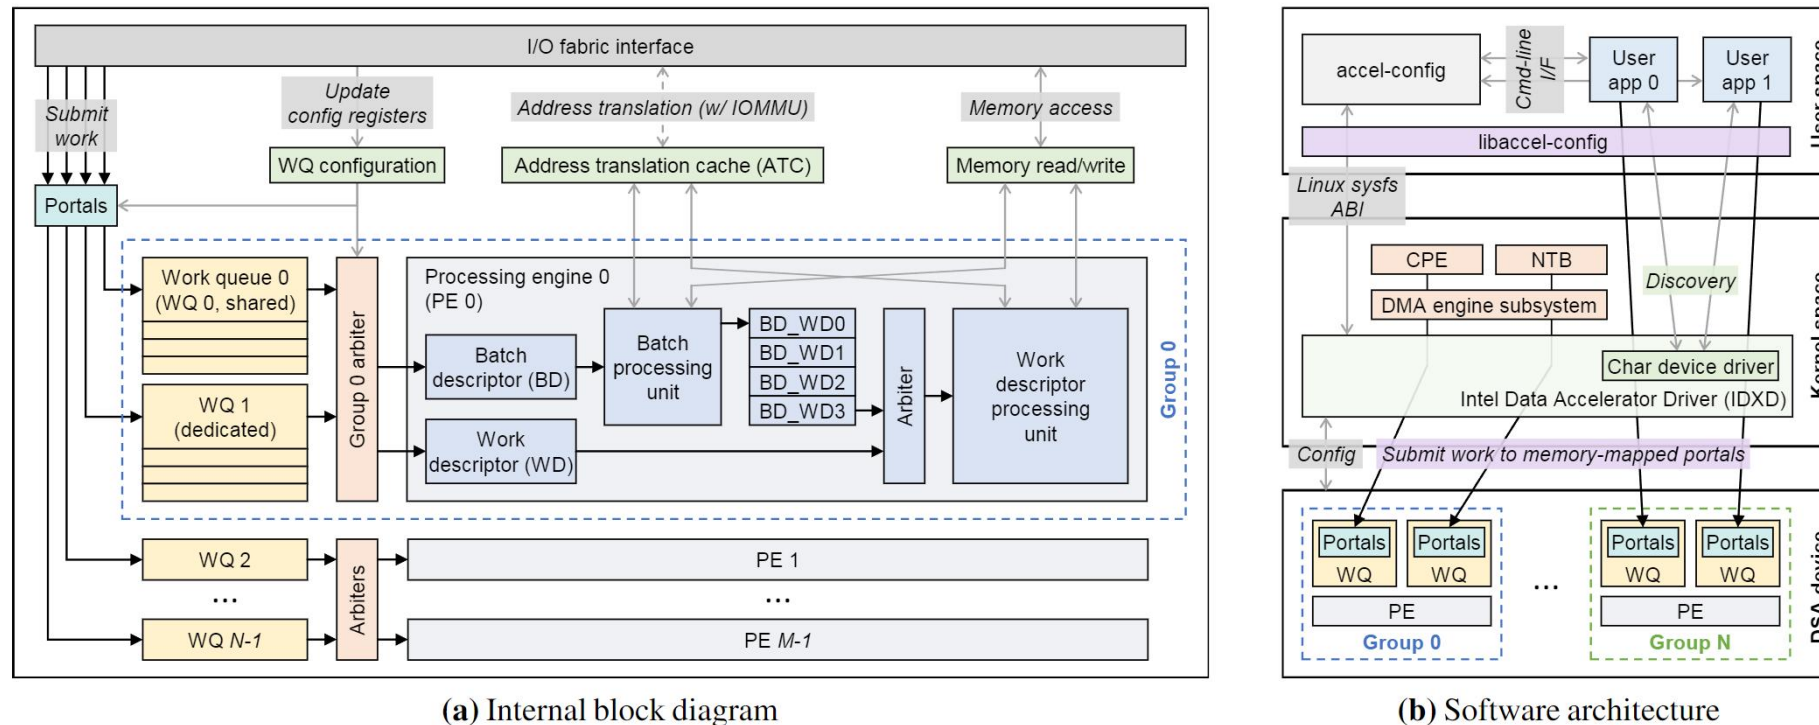 I/O fabric interface
Submit
work
Update
config registers
Address translation (w/ IOMMU)
Memory access
WQ configuration
Address translation cache (ATC)
Memory read/write
Portals
Work queue 0
(WQ 0, shared)
WQ 1
(dedicated)
Group 0 arbiter
Processing engine 0
(PE 0)
Batch
descriptor (BD)
Work
descriptor (WD)
Batch
processing
unit
BD_WD0
BD_WD1
BD_WD2
BD_WD3
Arbiter
Work
descriptor
processing
unit
Group 0
WQ 2
...
WQ N-1
Arbiters
PE 1
...
PE M-1
(a) Internal block diagram
accel-config
Cmd-line
I/F
User
app 0
User
app 1
libaccel-config
User space
Linux sysfs
ABI
CPE
NTB
DMA engine subsystem
Discovery
Char device driver
Intel Data Accelerator Driver (IDXD)
Kernel space
Config
Submit work to memory-mapped portals
Portals
WQ
Portals
WQ
PE
Group 0
...
Portals
WQ
Portals
WQ
PE
Group N
DSA device
(b) Software architecture